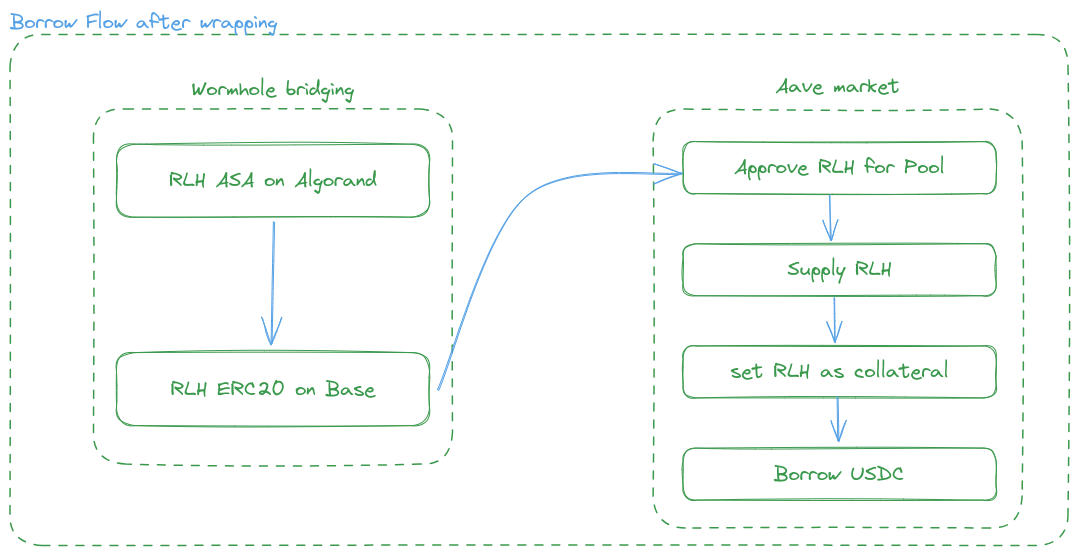 Borrow Flow after wrapping
Wormhole bridging
RLH ASA on Algorand
RLH ERC20 on Base
Aave market
Approve RLH for Pool
Supply RLH
set RLH as collateral
Borrow USDC